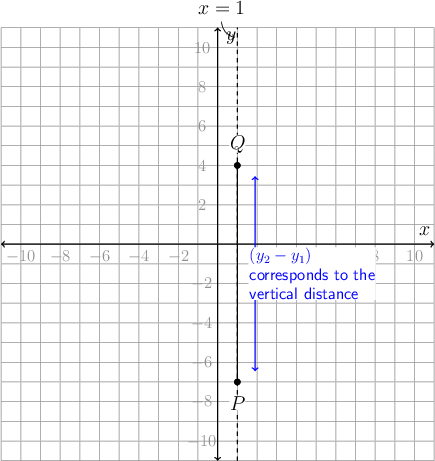 x = 1
y
10
8
6
Q
4
2
x
−10 −8 −6 −4 −2 8 10
(y₂ − y₁)
corresponds to the
vertical distance
−2
−4
−6
−8
P
−10